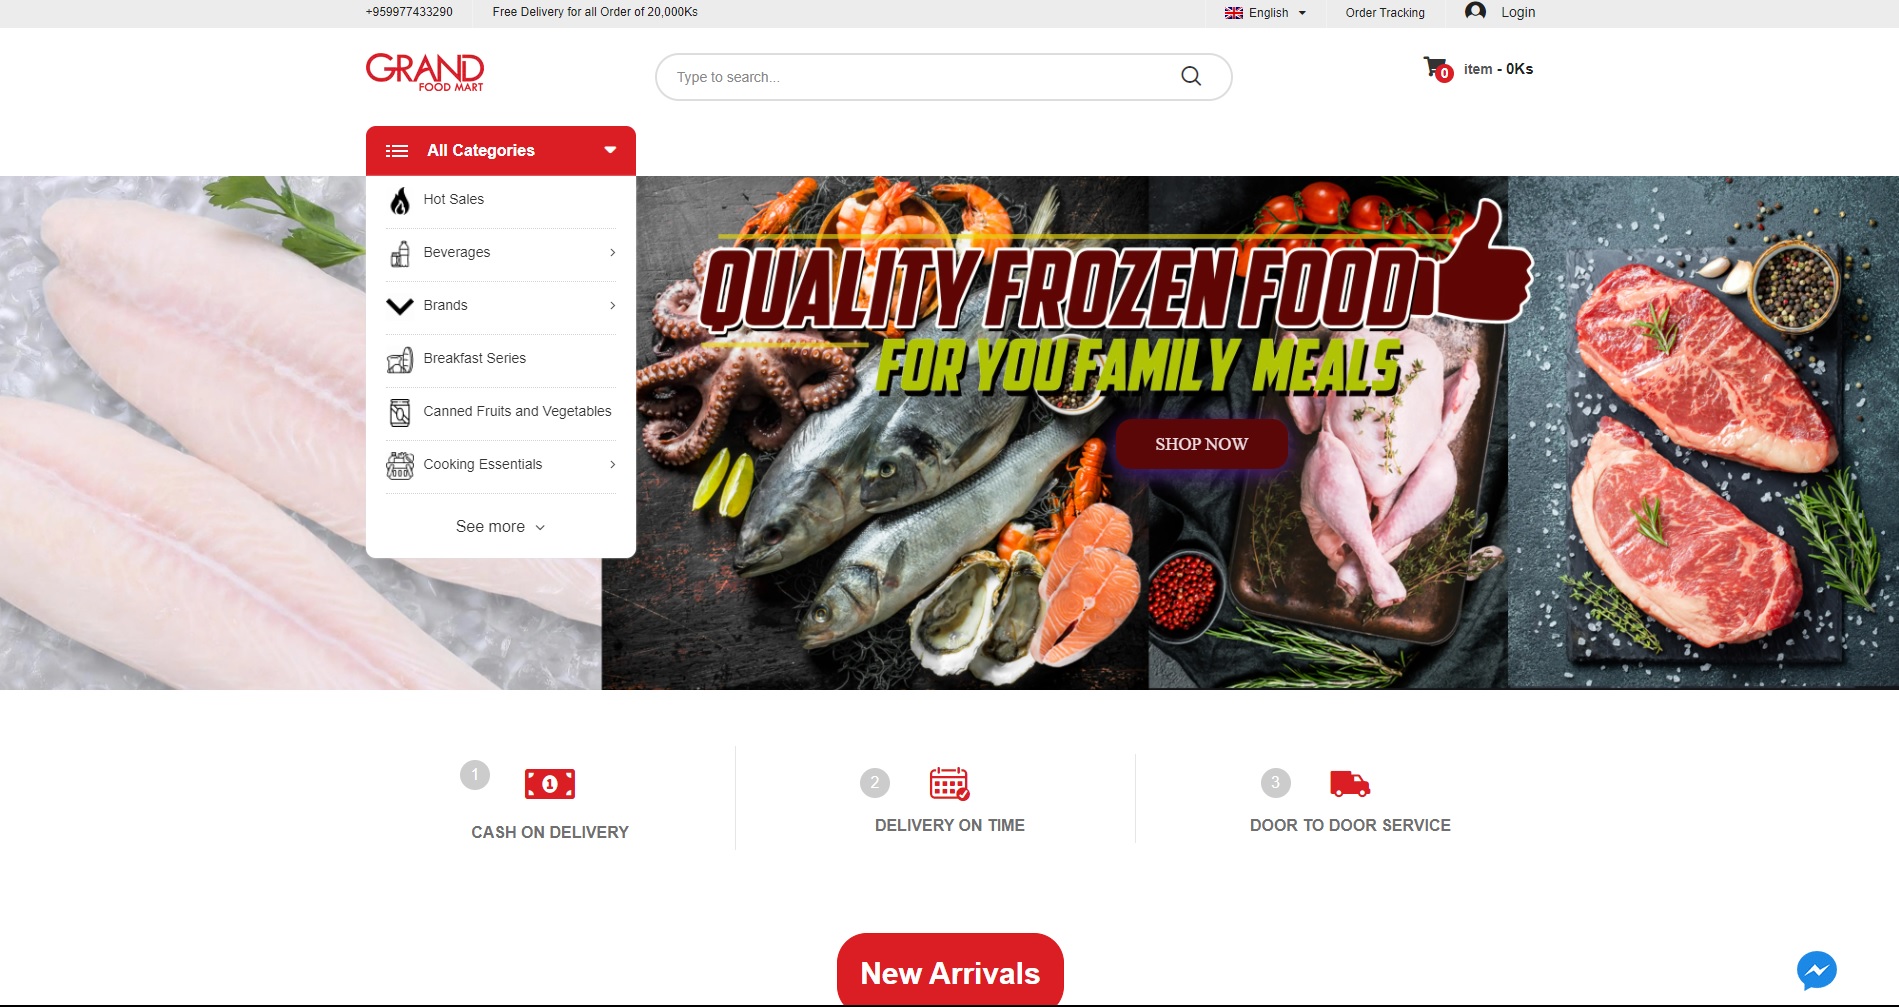 +959977433290
Free Delivery for all Order of 20,000Ks
English
Order Tracking
Login
GRAND
FOOD MART
Type to search...
0
item - 0Ks
All Categories
Hot Sales
Beverages
Brands
Breakfast Series
Canned Fruits and Vegetables
Cooking Essentials
See more
QUALITY FROZEN FOOD
FOR YOU FAMILY MEALS
SHOP NOW
1
1
CASH ON DELIVERY
2
DELIVERY ON TIME
3
DOOR TO DOOR SERVICE
New Arrivals